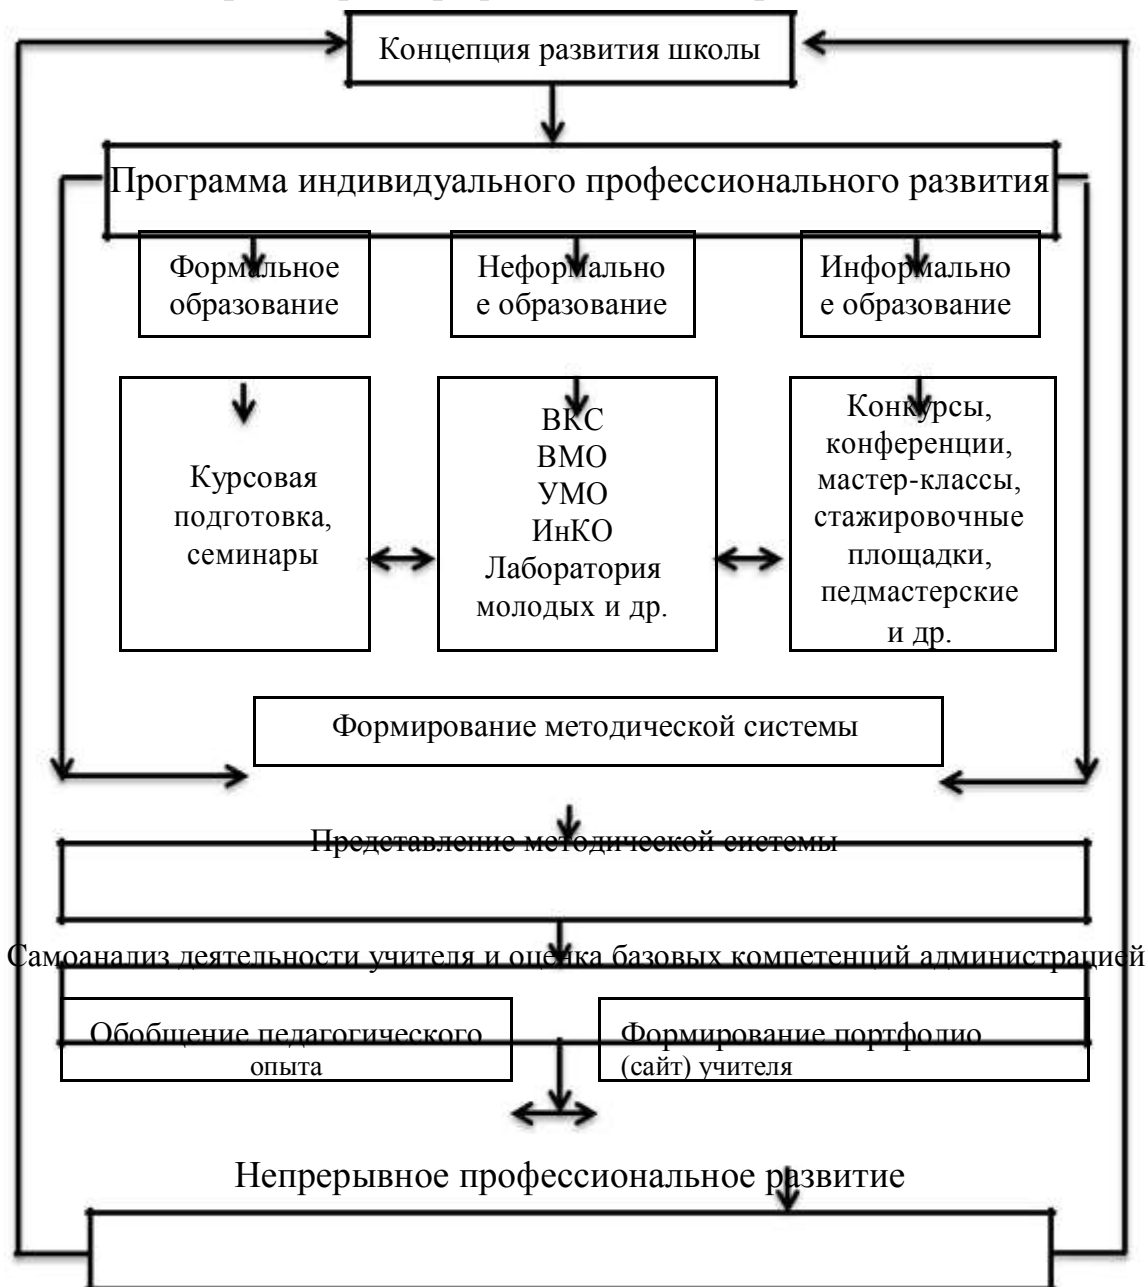 Концепция развития школы
Программа индивидуального профессионального развития
Формальное
образование
Неформально
е образование
Информально
е образование
Курсовая
подготовка,
семинары
ВКС
ВМО
УМО
ИнКО
Лаборатория
молодых и др.
Конкурсы,
конференции,
мастер-классы,
стажировочные
площадки,
педмастерские
и др.
Формирование методической системы
Представление методической системы
Самоанализ деятельности учителя и оценка базовых компетенций администрацией
Обобщение педагогического
опыта
Формирование портфолио
(сайт) учителя
Непрерывное профессиональное развитие